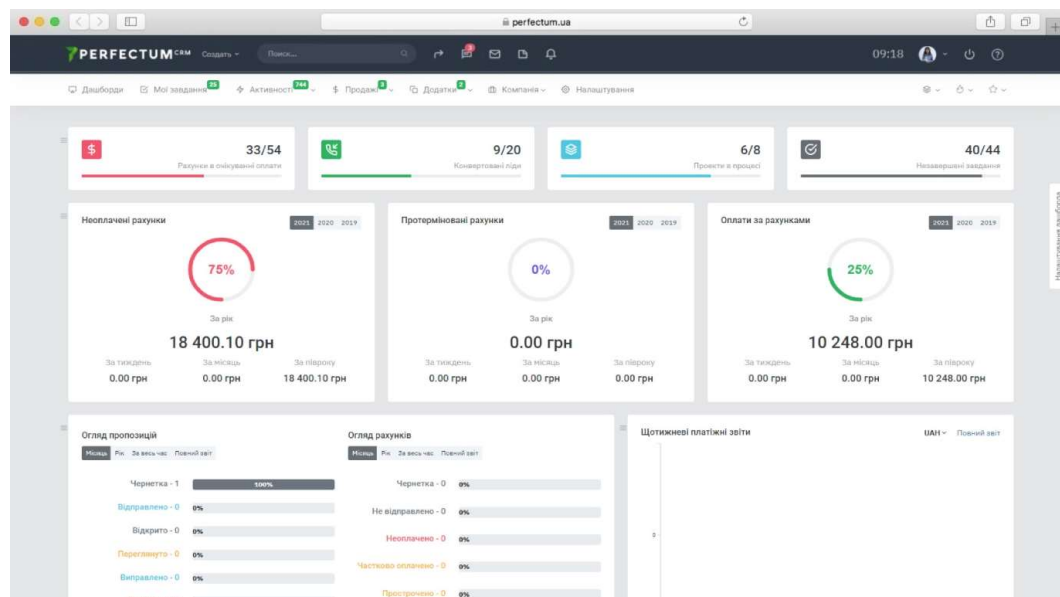 perfectum.ua
PERFECTUM CRM Создать Поиск... 3 09:18
Дашборди Мої завдання 25 Активності 744 $ Продажі 3 Додатки 2 Компанія Налаштування
$ 33/54 9/20 6/8 40/44
Рахунки в очікуванні оплати Конвертовані ліди Проекти в процесі Незавершені завдання
Налаштування дашборда
Неоплачені рахунки 2021 2020 2019 Протерміновані рахунки 2021 2020 2019 Оплати за рахунками 2021 2020 2019
75% 0% 25%
За рік За рік За рік
18 400.10 грн 0.00 грн 10 248.00 грн
За тиждень За місяць За півроку За тиждень За місяць За півроку За тиждень За місяць За півроку
0.00 грн 0.00 грн 18 400.10 грн 0.00 грн 0.00 грн 0.00 грн 0.00 грн 0.00 грн 10 248.00 грн
Огляд пропозицій Огляд рахунків Щотижневі платіжні звіти UAH Повний звіт
Місяць Рік За весь час Повний звіт Місяць Рік За весь час Повний звіт
Чернетка - 1 100% Чернетка - 0 0%
Відправлено - 0 0% Не відправлено - 0 0%
Відкрито - 0 0% Неоплачено - 0 0% 0
Переглянуто - 0 0% Частково оплачено - 0 0%
Виправлено - 0 0% Прострочено - 0 0%